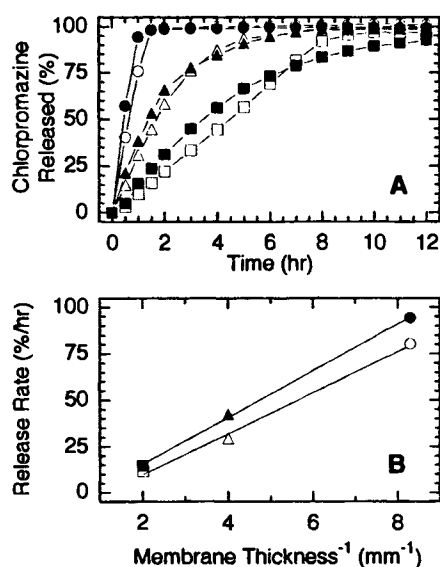 Chlorpromazine
Released (%)
100
75
50
25
0
A
0 2 4 6 8 10 12
Time (hr)
Release Rate (%/hr)
100
75
50
25
0
B
2 4 6 8
Membrane Thickness⁻¹ (mm⁻¹)